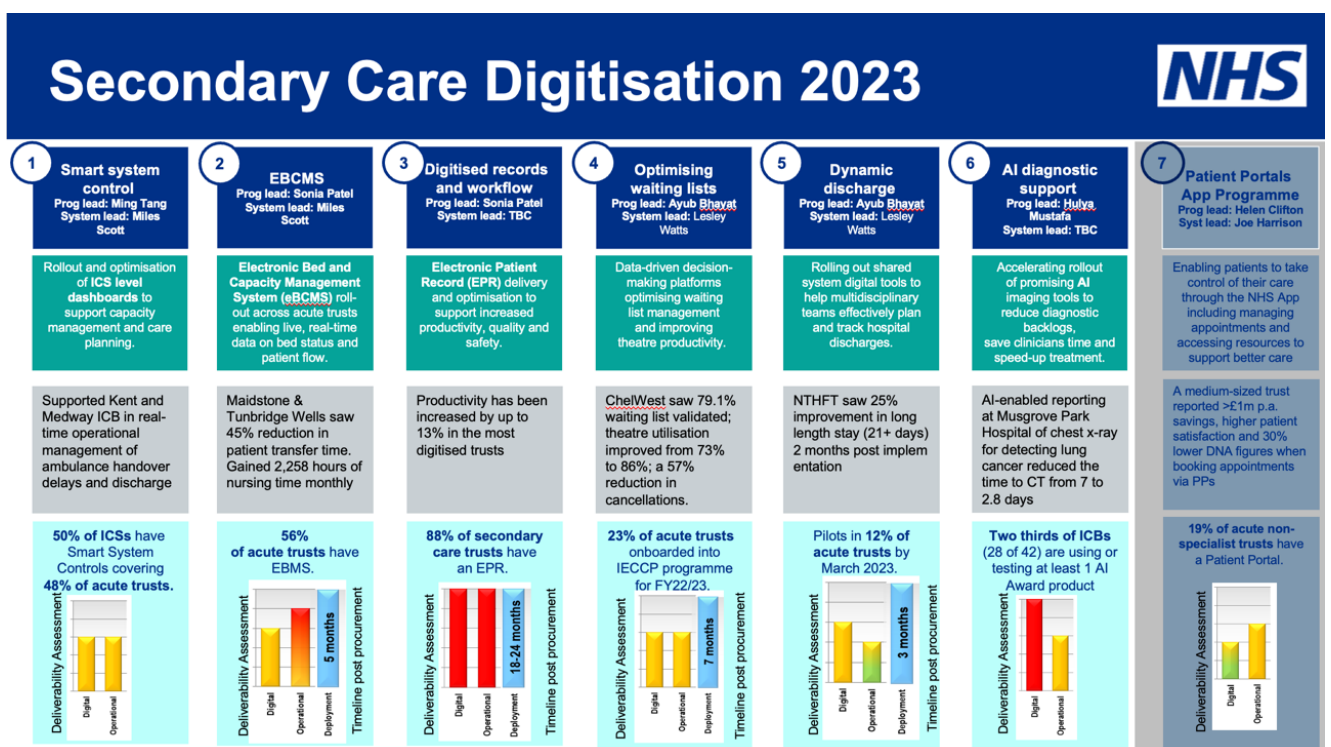 Secondary Care Digitisation 2023
NHS
1
Smart system
control
Prog lead: Ming Tang
System lead: Miles
Scott
Rollout and optimisation
of ICS level
dashboards to
support capacity
management and care
planning.
Supported Kent and
Medway ICB in real-
time operational
management of
ambulance handover
delays and discharge
50% of ICSs have
Smart System
Controls covering
48% of acute trusts.
Deliverability Assessment
Digital
Operational
2
EBCMS
Prog lead: Sonia Patel
System lead: Miles
Scott
Electronic Bed and
Capacity Management
System (eBCMS) roll-
out across acute trusts
enabling live, real-time
data on bed status and
patient flow.
Maidstone &
Tunbridge Wells saw
45% reduction in
patient transfer time.
Gained 2,258 hours of
nursing time monthly
56%
of acute trusts have
EBMS.
Deliverability Assessment
Digital
Operational
Deployment
5 months
Timeline post procurement
3
Digitised records
and workflow
Prog lead: Sonia Patel
System lead: TBC
Electronic Patient
Record (EPR) delivery
and optimisation to
support increased
productivity, quality and
safety.
Productivity has been
increased by up to
13% in the most
digitised trusts
88% of secondary
care trusts have
an EPR.
Deliverability Assessment
Digital
Operational
Deployment
18-24 months
Timeline post procurement
4
Optimising
waiting lists
Prog lead: Ayub Bhayat
System lead: Lesley
Watts
Data-driven decision-
making platforms
optimising waiting
list management
and improving
theatre productivity.
ChelWest saw 79.1%
waiting list validated;
theatre utilisation
improved from 73%
to 86%; a 57%
reduction in
cancellations.
23% of acute trusts
onboarded into
IECCP programme
for FY22/23.
Deliverability Assessment
Digital
Operational
Deployment
7 months
Timeline post procurement
5
Dynamic
discharge
Prog lead: Ayub Bhayat
System lead: Lesley
Watts
Rolling out shared
system digital tools to
help multidisciplinary
teams effectively plan
and track hospital
discharges.
NTHFT saw 25%
improvement in long
length stay (21+ days)
2 months post implem
entation
Pilots in 12% of
acute trusts by
March 2023.
Deliverability Assessment
Digital
Operational
Deployment
3 months
Timeline post procurement
6
AI diagnostic
support
Prog lead: Hulya
Mustafa
System lead: TBC
Accelerating rollout
of promising AI
imaging tools to
reduce diagnostic
backlogs,
save clinicians time and
speed-up treatment.
AI-enabled reporting
at Musgrove Park
Hospital of chest x-ray
for detecting lung
cancer reduced the
time to CT from 7 to
2.8 days
Two thirds of ICBs
(28 of 42) are using or
testing at least 1 AI
Award product
Deliverability Assessment
Digital
Operational
7
Patient Portals
App Programme
Prog lead: Helen Clifton
Syst lead: Joe Harrison
Enabling patients to take
control of their care
through the NHS App
including managing
appointments and
accessing resources to
support better care
A medium-sized trust
reported >£1m p.a.
savings, higher patient
satisfaction and 30%
lower DNA figures when
booking appointments
via PPs
19% of acute non-
specialist trusts have
a Patient Portal.
Deliverability Assessment
Digital
Operational